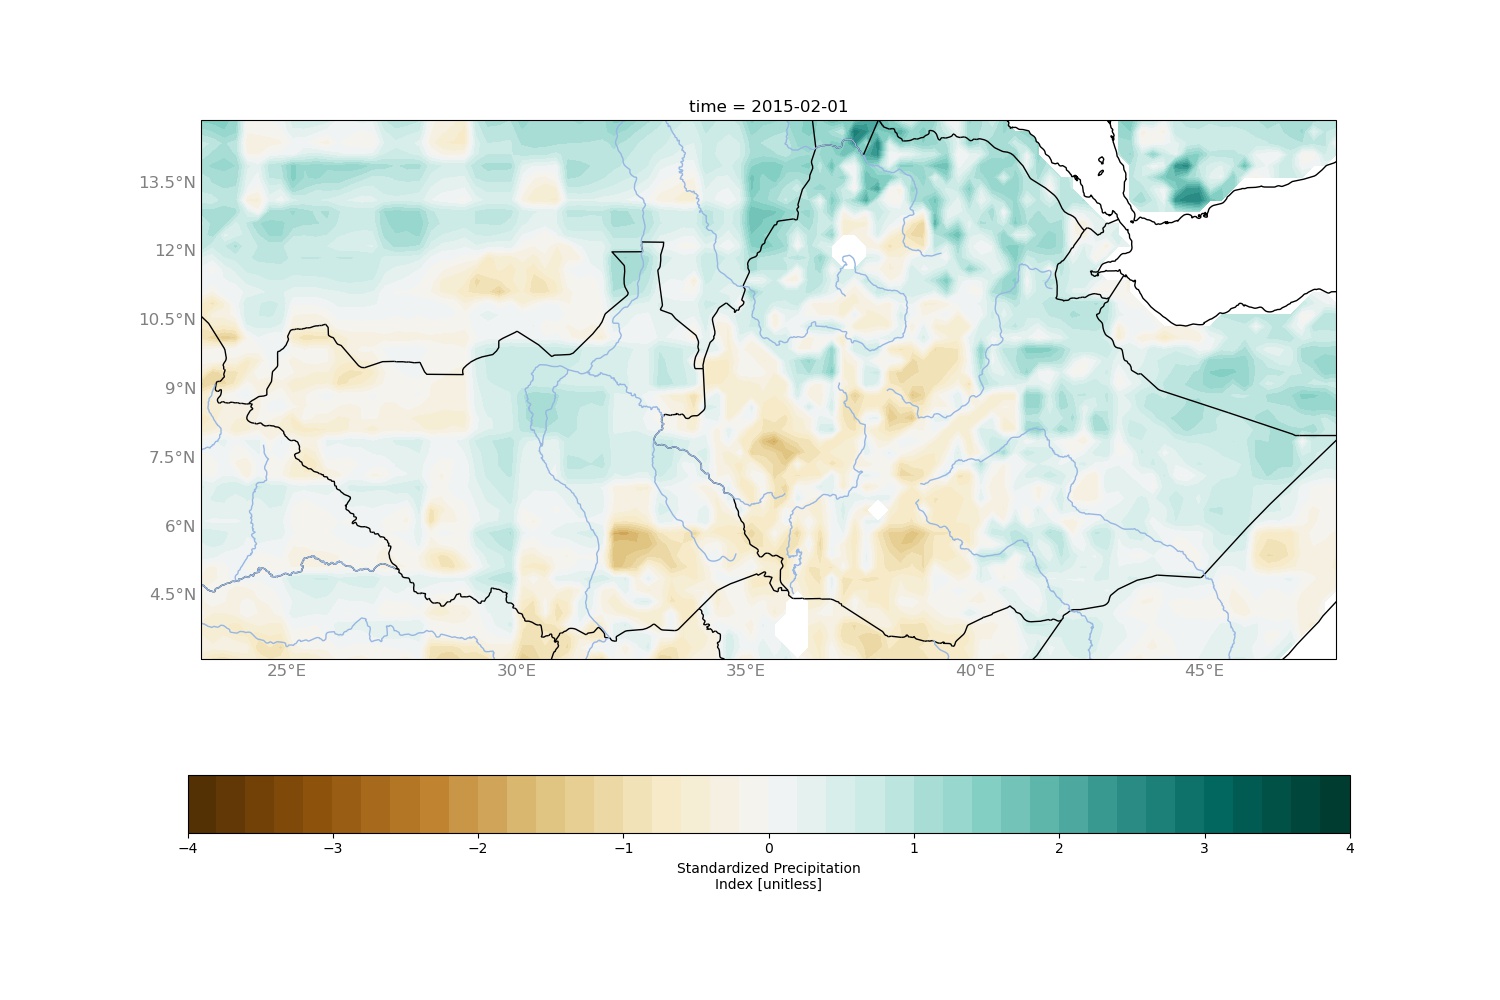 time = 2015-02-01
13.5°N
12°N
10.5°N
9°N
7.5°N
6°N
4.5°N
25°E 30°E 35°E 40°E 45°E
−4 −3 −2 −1 0 1 2 3 4
Standardized Precipitation
Index [unitless]